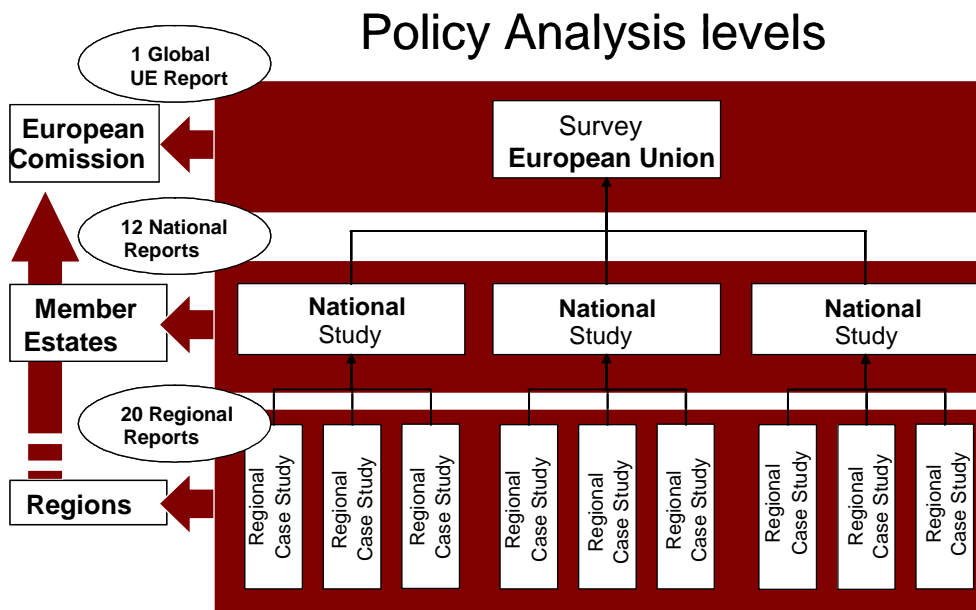 Policy Analysis levels
1 Global
UE Report
European
Comission
Survey
European Union
12 National
Reports
Member
Estates
National
Study
National
Study
National
Study
20 Regional
Reports
Regions
Regional
Case Study
Regional
Case Study
Regional
Case Study
Regional
Case Study
Regional
Case Study
Regional
Case Study
Regional
Case Study
Regional
Case Study
Regional
Case Study